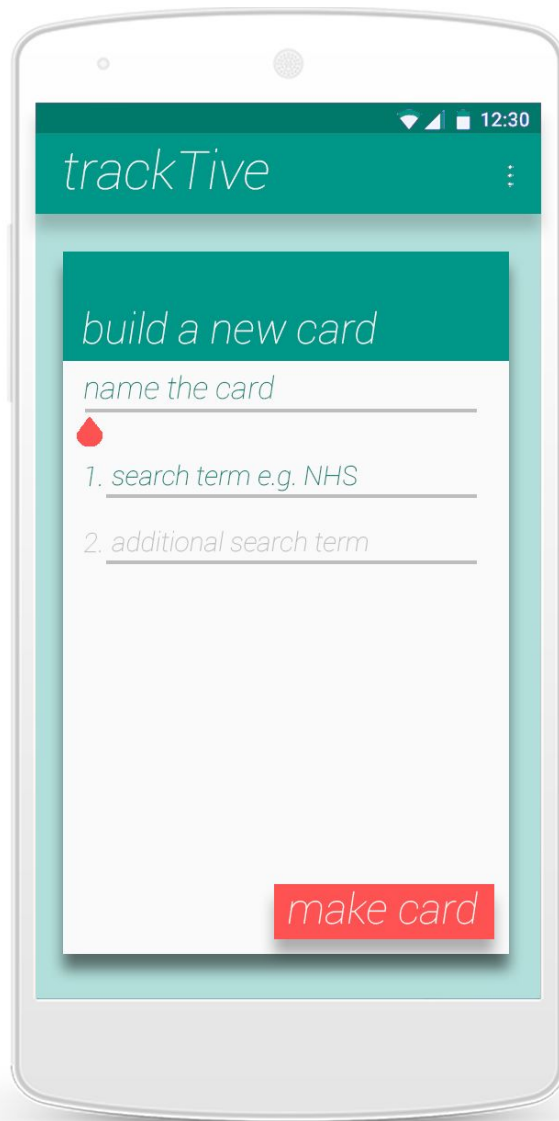 12:30
trackTive
build a new card
name the card
1. search term e.g. NHS
2. additional search term
make card